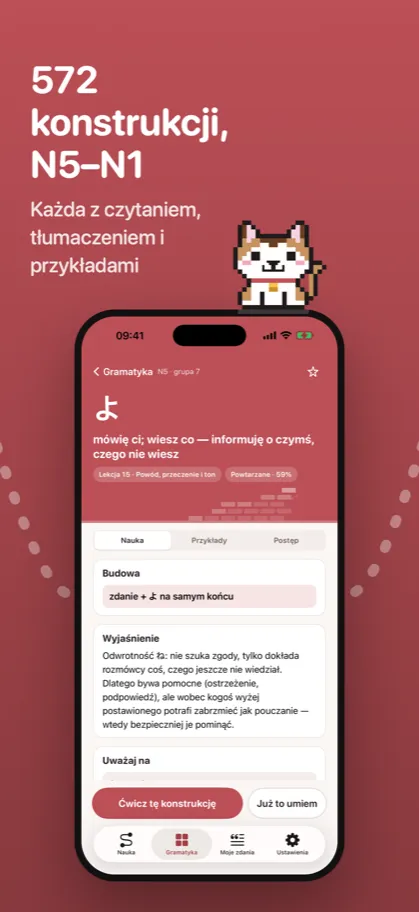 572
konstrukcji,
N5–N1
Każda z czytaniem,
tłumaczeniem i
przykładami
09:41
Gramatyka N5 · grupa 7
よ
mówię ci; wiesz co — informuję o czymś,
czego nie wiesz
Lekcja 15 · Powód, przeczenie i ton
Powtarzane · 59%
Nauka
Przykłady
Postęp
Budowa
zdanie + よ na samym końcu
Wyjaśnienie
Odwrotność ね: nie szuka zgody, tylko dokłada
rozmówcy coś, czego jeszcze nie wiedział.
Dlatego bywa pomocne (ostrzeżenie,
podpowiedź), ale wobec kogoś wyżej
postawionego potrafi zabrzmieć jak pouczanie —
wtedy bezpieczniej je pominąć.
Uważaj na
Ćwicz tę konstrukcję
Już to umiem
Nauka
Gramatyka
Moje zdania
Ustawienia